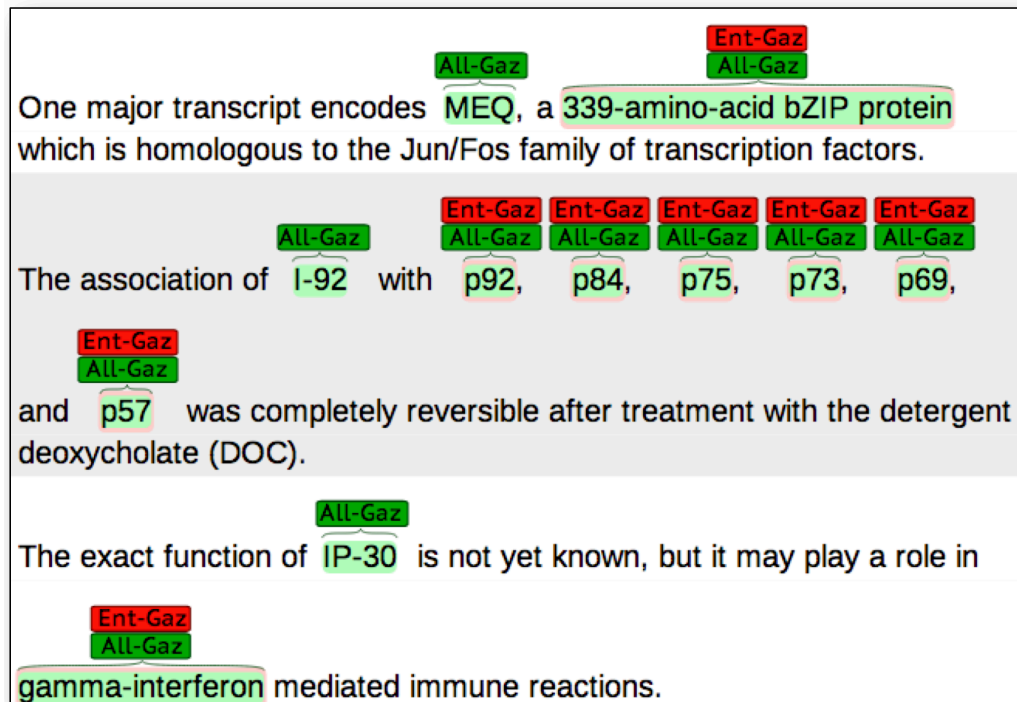 Ent-Gaz
All-Gaz All-Gaz
One major transcript encodes MEQ, a 339-amino-acid bZIP protein
which is homologous to the Jun/Fos family of transcription factors.
Ent-Gaz Ent-Gaz Ent-Gaz Ent-Gaz Ent-Gaz
All-Gaz All-Gaz All-Gaz All-Gaz All-Gaz All-Gaz
The association of I-92 with p92, p84, p75, p73, p69,
Ent-Gaz
All-Gaz
and p57 was completely reversible after treatment with the detergent
deoxycholate (DOC).
All-Gaz
The exact function of IP-30 is not yet known, but it may play a role in
Ent-Gaz
All-Gaz
gamma-interferon mediated immune reactions.